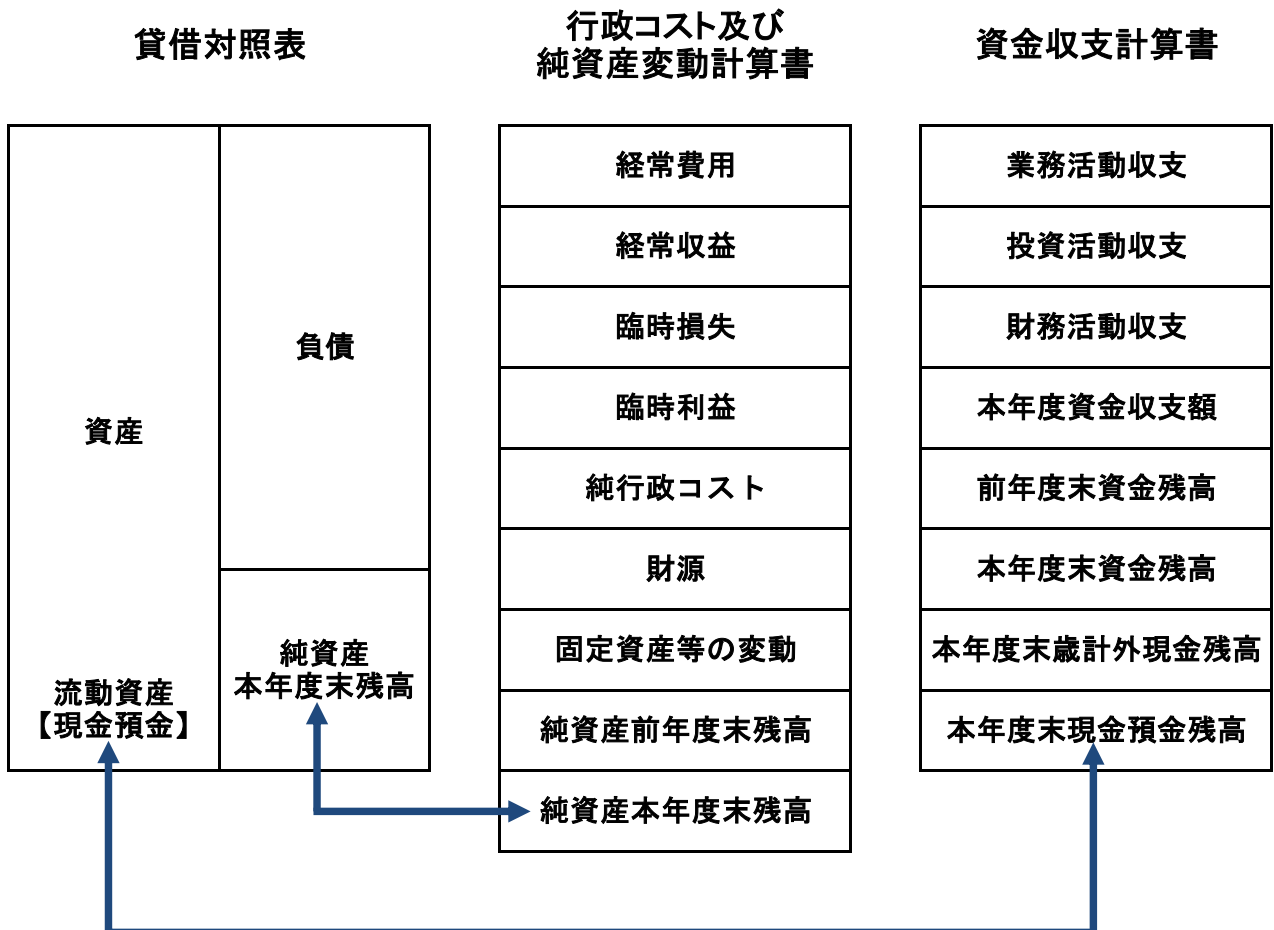 貸借対照表
資産
流動資産
【現金預金】
負債
純資産
本年度末残高
行政コスト及び
純資産変動計算書
経常費用
経常収益
臨時損失
臨時利益
純行政コスト
財源
固定資産等の変動
純資産前年度末残高
純資産本年度末残高
資金収支計算書
業務活動収支
投資活動収支
財務活動収支
本年度資金収支額
前年度末資金残高
本年度末資金残高
本年度末歳計外現金残高
本年度末現金預金残高